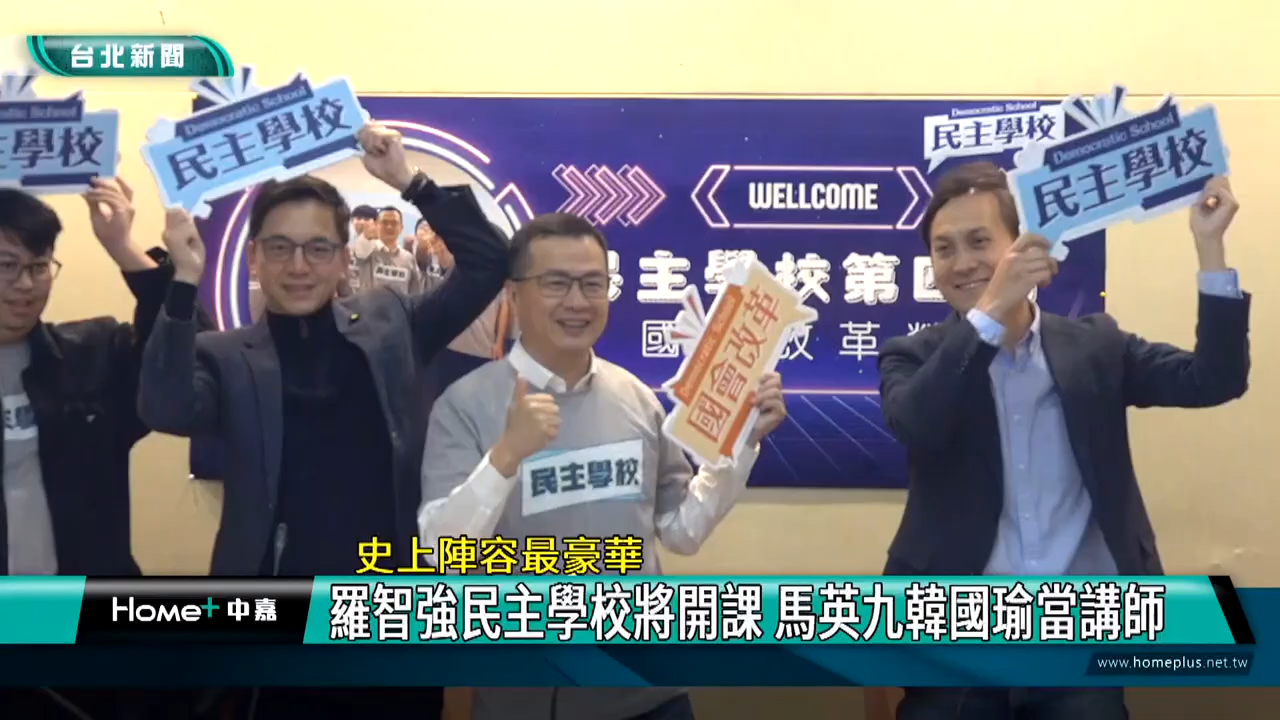 台北新聞
主學校
Democratic School
民主學校
Democratic School
民主學校
Democratic School
民主學校
WELLCOME
主學校第
國 改革
國會改革
民主學校
史上陣容最豪華
Home+中嘉
羅智強民主學校將開課 馬英九韓國瑜當講師
www.homeplus.net.tw